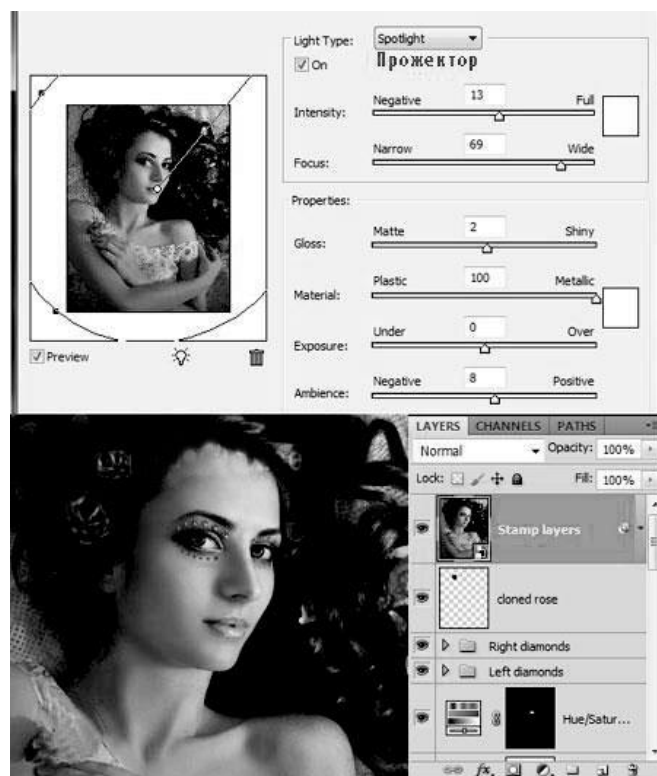 Light Type: Spotlight
On Прожектор
Intensity: Negative 13 Full
Focus: Narrow 69 Wide
Properties:
Gloss: Matte 2 Shiny
Material: Plastic 100 Metallic
Exposure: Under 0 Over
Ambience: Negative 8 Positive
Preview
LAYERS CHANNELS PATHS
Normal Opacity: 100%
Lock: Fill: 100%
Stamp layers
cloned rose
Right diamonds
Left diamonds
Hue/Satur...
fx.